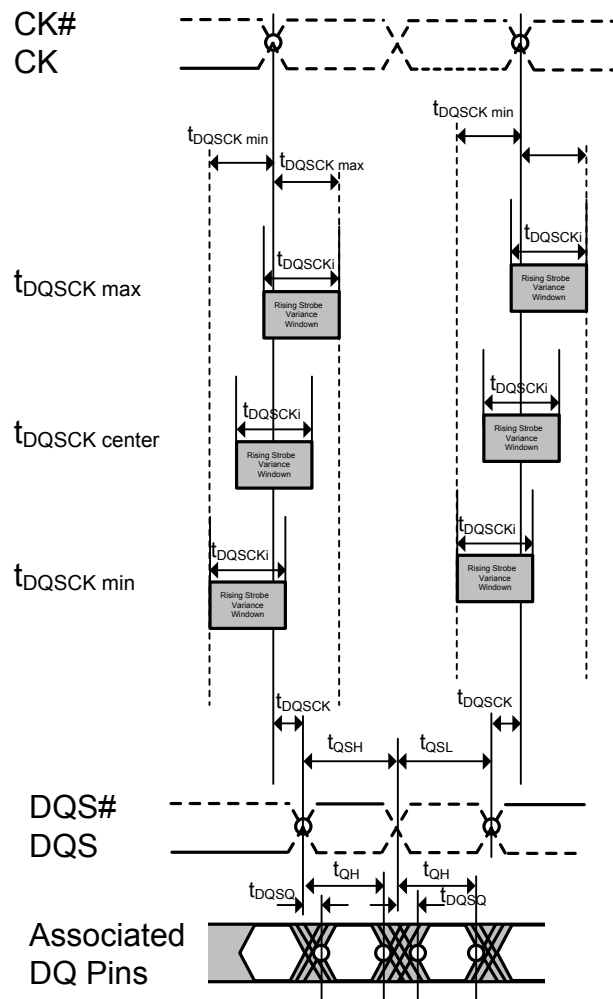 CK#
CK
tDQSCK min
tDQSCK min
tDQSCK max
tDQSCKi
tDQSCKi
tDQSCK max
Rising Strobe
Variance
Windown
Rising Strobe
Variance
Windown
tDQSCKi
tDQSCKi
tDQSCK center
Rising Strobe
Variance
Windown
Rising Strobe
Variance
Windown
tDQSCKi
tDQSCKi
tDQSCK min
Rising Strobe
Variance
Windown
Rising Strobe
Variance
Windown
tDQSCK
tDQSCK
tQSH
tQSL
DQS#
DQS
tDQSQ
tQH
tQH
tDQSQ
Associated
DQ Pins